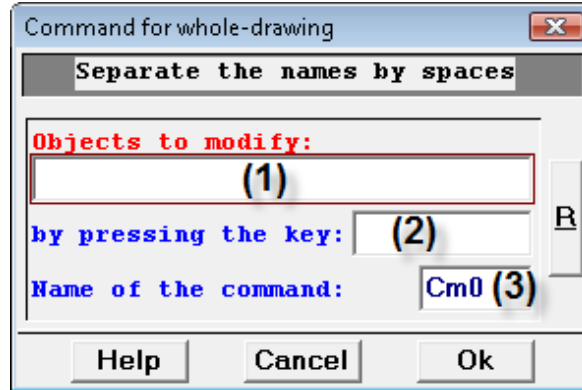 Command for whole-drawing
Separate the names by spaces
Objects to modify:
(1)
by pressing the key: (2)
R
Name of the command: Cm0 (3)
Help Cancel Ok